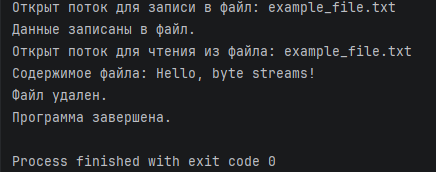 Открыт поток для записи в файл: example_file.txt
Данные записаны в файл.
Открыт поток для чтения из файла: example_file.txt
Содержимое файла: Hello, byte streams!
Файл удален.
Программа завершена.
Process finished with exit code 0